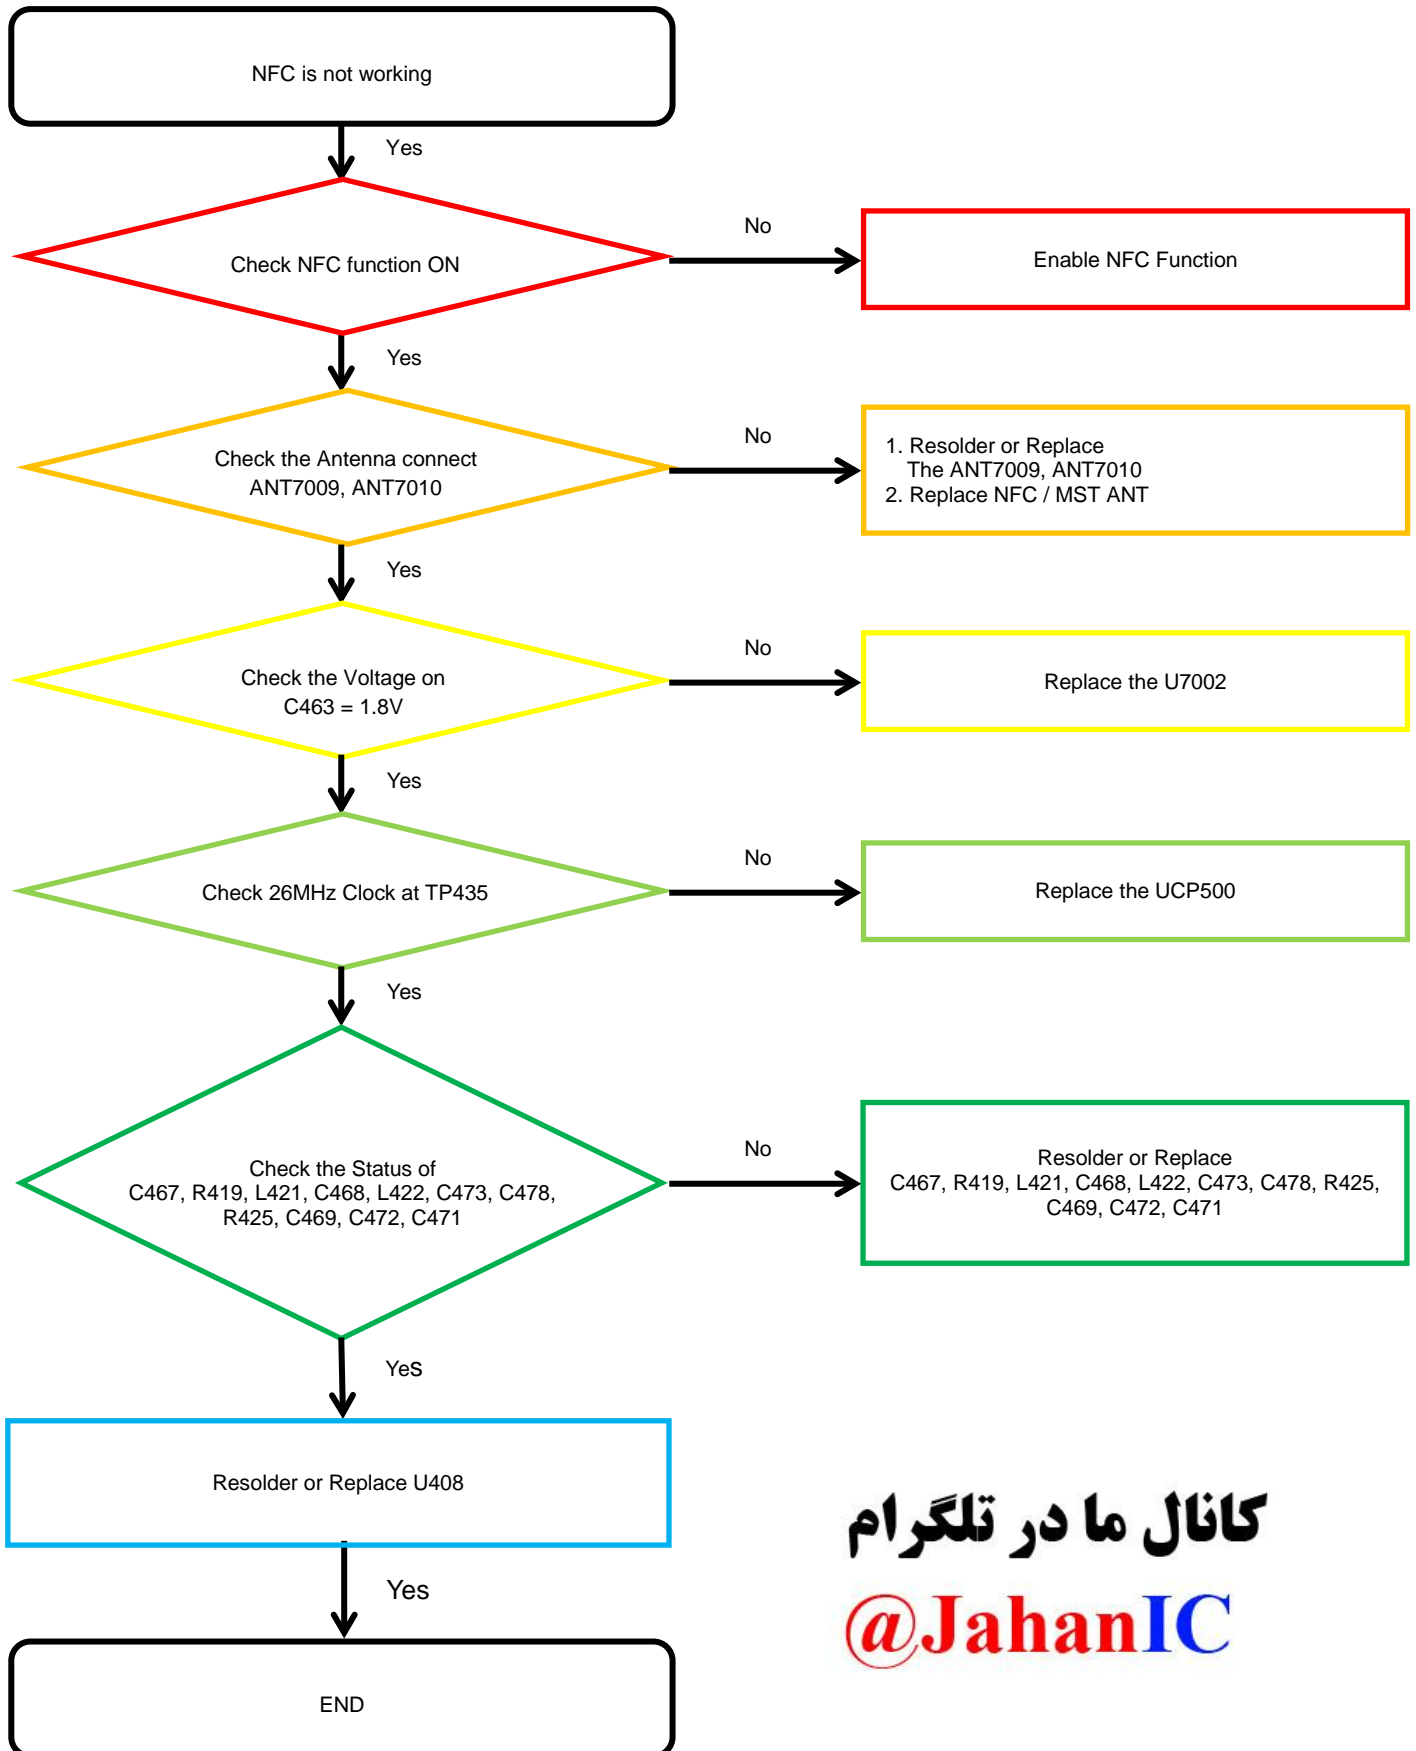 NFC is not working
Yes
Check NFC function ON
No
Enable NFC Function
Yes
Check the Antenna connect
ANT7009, ANT7010
No
1. Resolder or Replace
The ANT7009, ANT7010
2. Replace NFC / MST ANT
Yes
Check the Voltage on
C463 = 1.8V
No
Replace the U7002
Yes
Check 26MHz Clock at TP435
No
Replace the UCP500
Yes
Check the Status of
C467, R419, L421, C468, L422, C473, C478,
R425, C469, C472, C471
No
Resolder or Replace
C467, R419, L421, C468, L422, C473, C478, R425,
C469, C472, C471
Yes
Resolder or Replace U408
Yes
END
کانال ما در تلگرام
@JahanIC